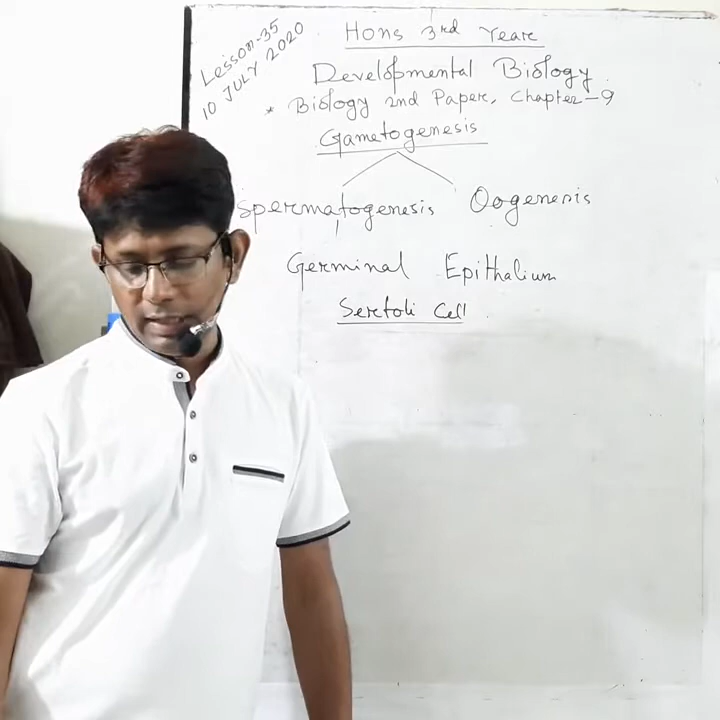 Lesson-35
10 JULY 2020
Hons 3rd Year
Developmental Biology
* Biology 2nd Paper, Chapter-9
Gametogenesis
Spermatogenesis Oogenesis
Germinal Epithalium
Sertoli Cell